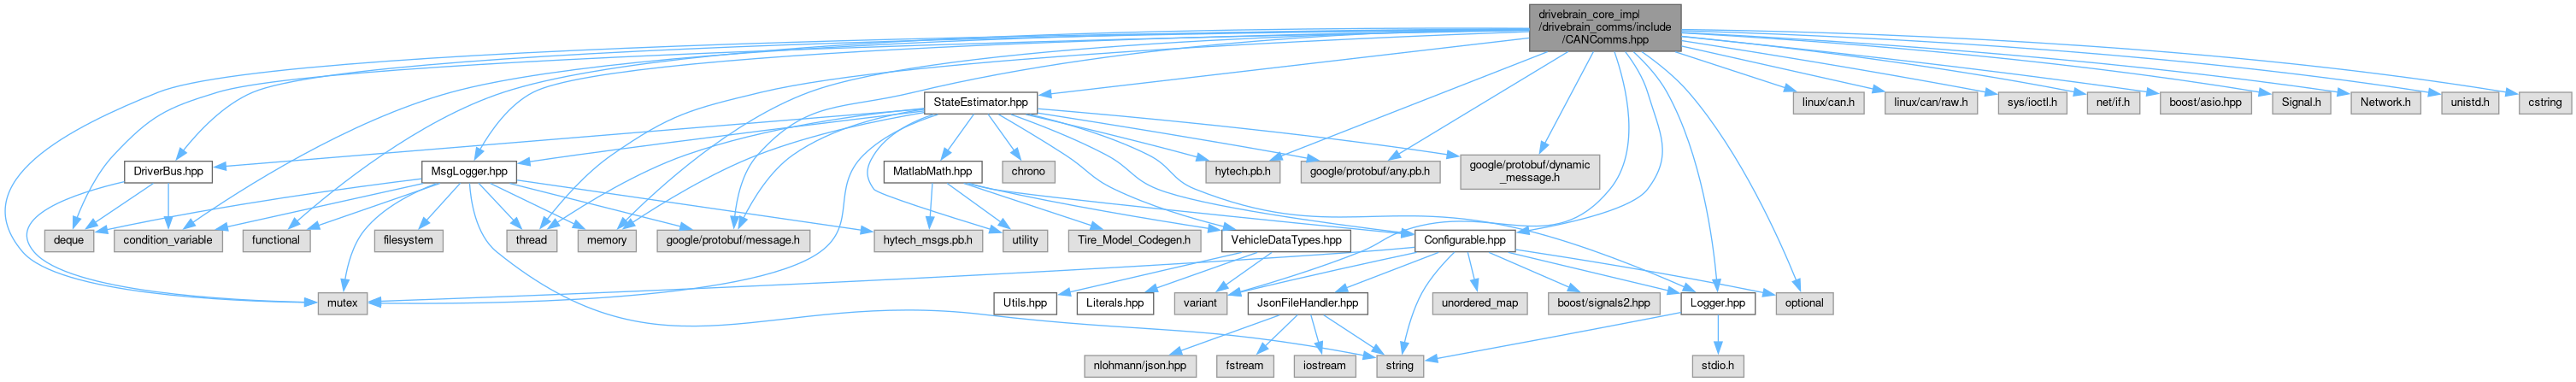 drivebrain_core_impl
/drivebrain_comms/include
/CANComms.hpp
StateEstimator.hpp
linux/can.h
linux/can/raw.h
sys/ioctl.h
net/if.h
boost/asio.hpp
Signal.h
Network.h
unistd.h
cstring
DriverBus.hpp
MsgLogger.hpp
MatlabMath.hpp
chrono
hytech.pb.h
google/protobuf/any.pb.h
google/protobuf/dynamic
_message.h
deque
condition_variable
functional
filesystem
thread
memory
google/protobuf/message.h
hytech_msgs.pb.h
utility
Tire_Model_Codegen.h
VehicleDataTypes.hpp
Configurable.hpp
mutex
Utils.hpp
Literals.hpp
variant
JsonFileHandler.hpp
unordered_map
boost/signals2.hpp
Logger.hpp
optional
nlohmann/json.hpp
fstream
iostream
string
stdio.h